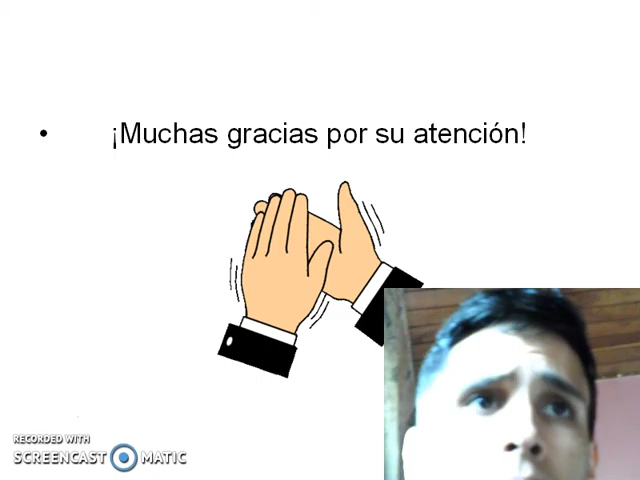 • ¡Muchas gracias por su atención!
RECORDED WITH
SCREENCAST MATIC